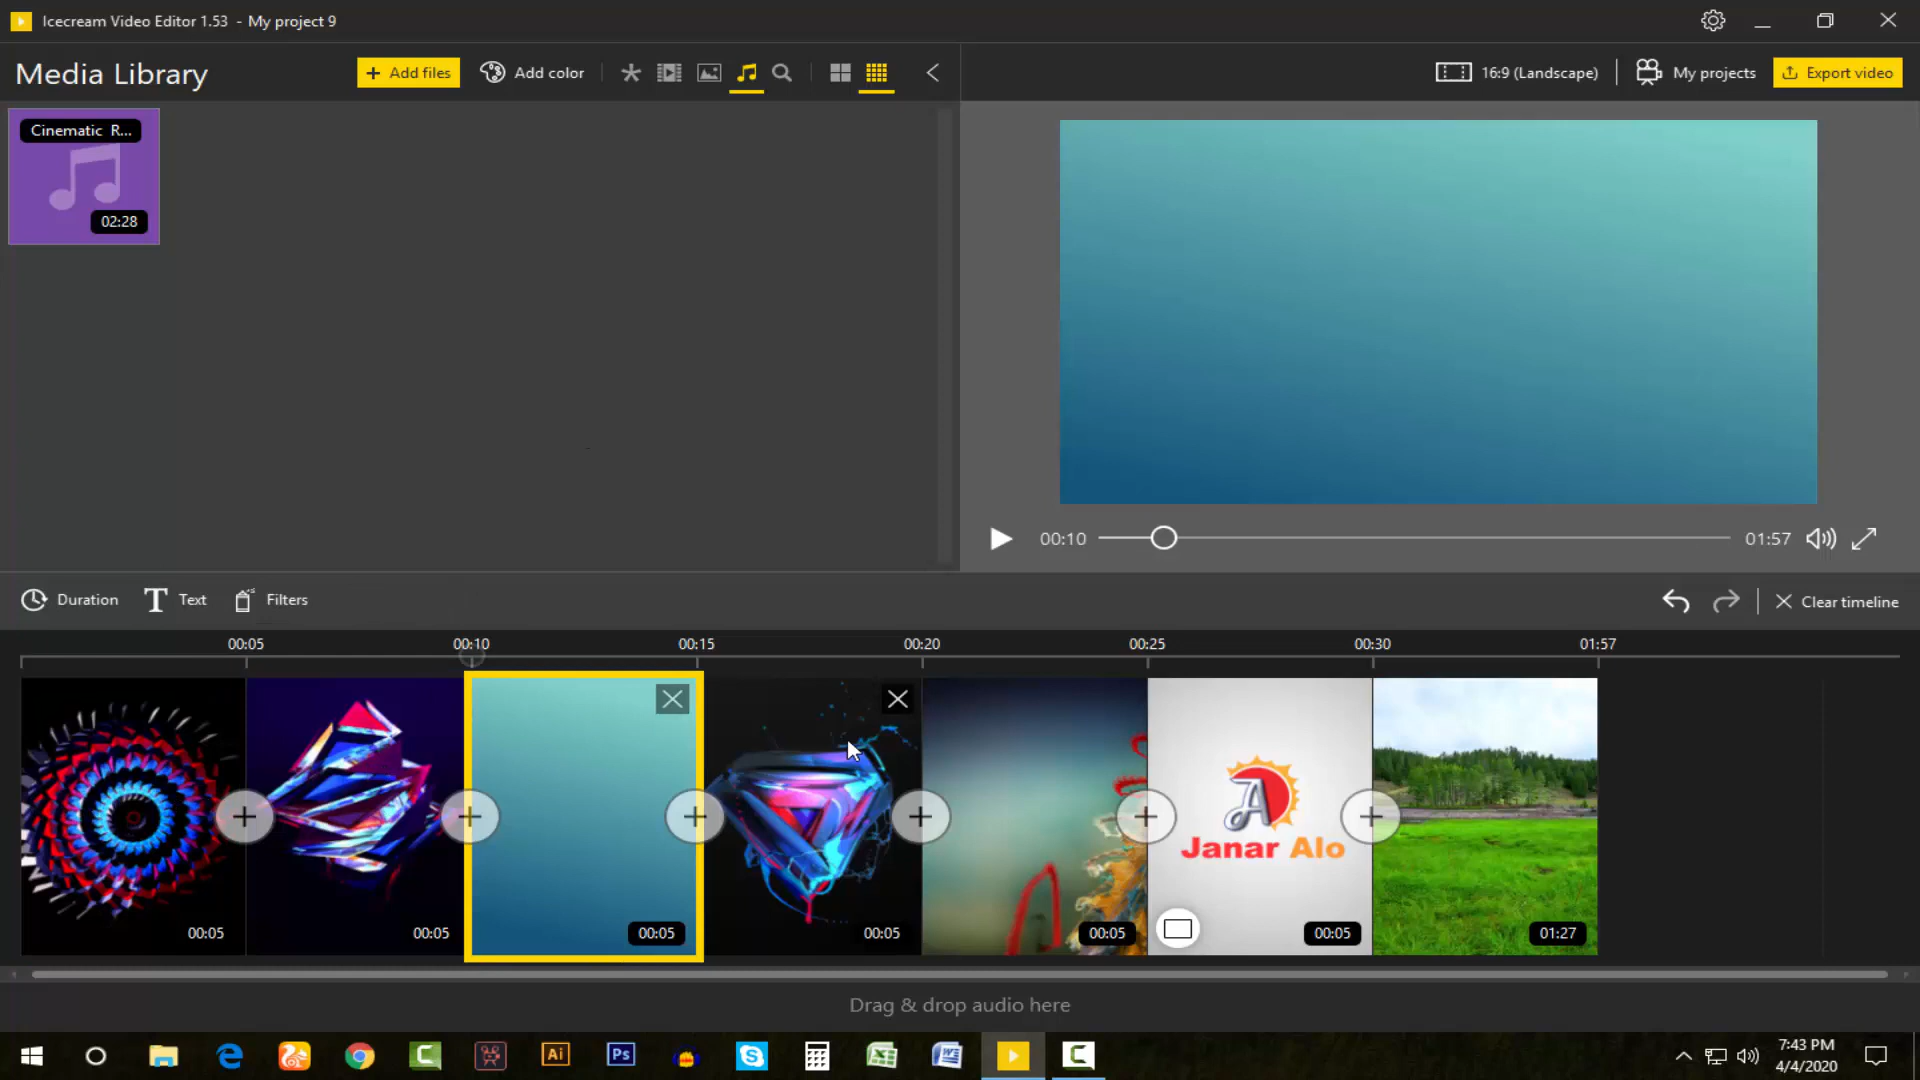 Icecream Video Editor 1.53 - My project 9
Media Library
+ Add files
Add color
16:9 (Landscape)
My projects
Export video
Cinematic R...
02:28
00:10
01:57
Duration
Text
Filters
Clear timeline
00:05
00:10
00:15
00:20
00:25
00:30
01:57
A
Janar Alo
00:05
00:05
00:05
00:05
00:05
00:05
01:27
Drag & drop audio here
Ai
Ps
7:43 PM
4/4/2020